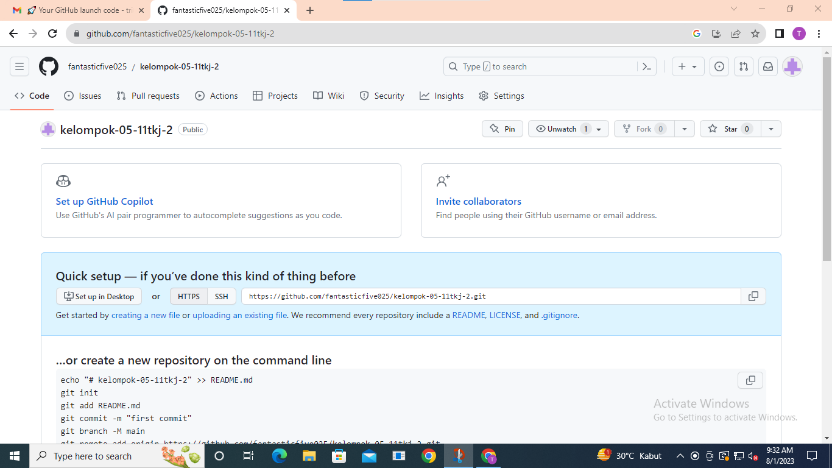 Your GitHub launch code - tr
fantasticfive025/kelompok-05-11
github.com/fantasticfive025/kelompok-05-11tkj-2
fantasticfive025 / kelompok-05-11tkj-2
Type / to search
Code Issues Pull requests Actions Projects Wiki Security Insights Settings
kelompok-05-11tkj-2 Public
Pin Unwatch 1 Fork 0 Star 0
Set up GitHub Copilot
Use GitHub's AI pair programmer to autocomplete suggestions as you code.
Invite collaborators
Find people using their GitHub username or email address.
Quick setup — if you've done this kind of thing before
Set up in Desktop or HTTPS SSH https://github.com/fantasticfive025/kelompok-05-11tkj-2.git
Get started by creating a new file or uploading an existing file. We recommend every repository include a README, LICENSE, and .gitignore.
...or create a new repository on the command line
echo "# kelompok-05-11tkj-2" >> README.md
git init
git add README.md
git commit -m "first commit"
git branch -M main
git remote add origin https://github.com/fantasticfive025/kelompok-05-11tkj-2.git
Activate Windows
Go to Settings to activate Windows.
Type here to search
30°C Kabut
9:32 AM
8/1/2023